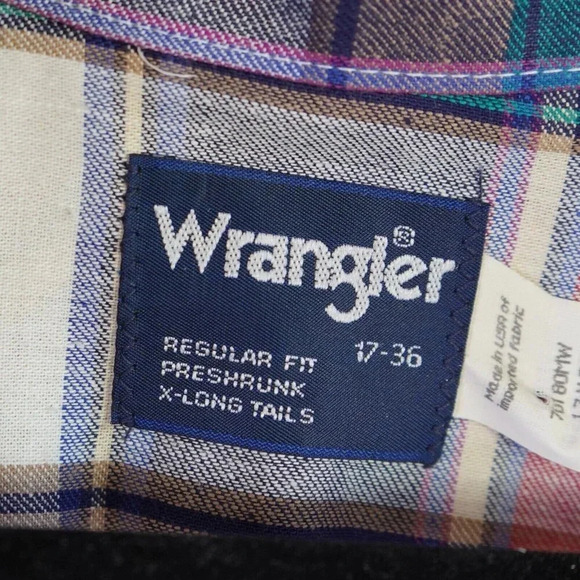 Wrangler®
REGULAR FIT 17-36
PRESHRUNK
X-LONG TAILS
Made in USA of
imported fabric